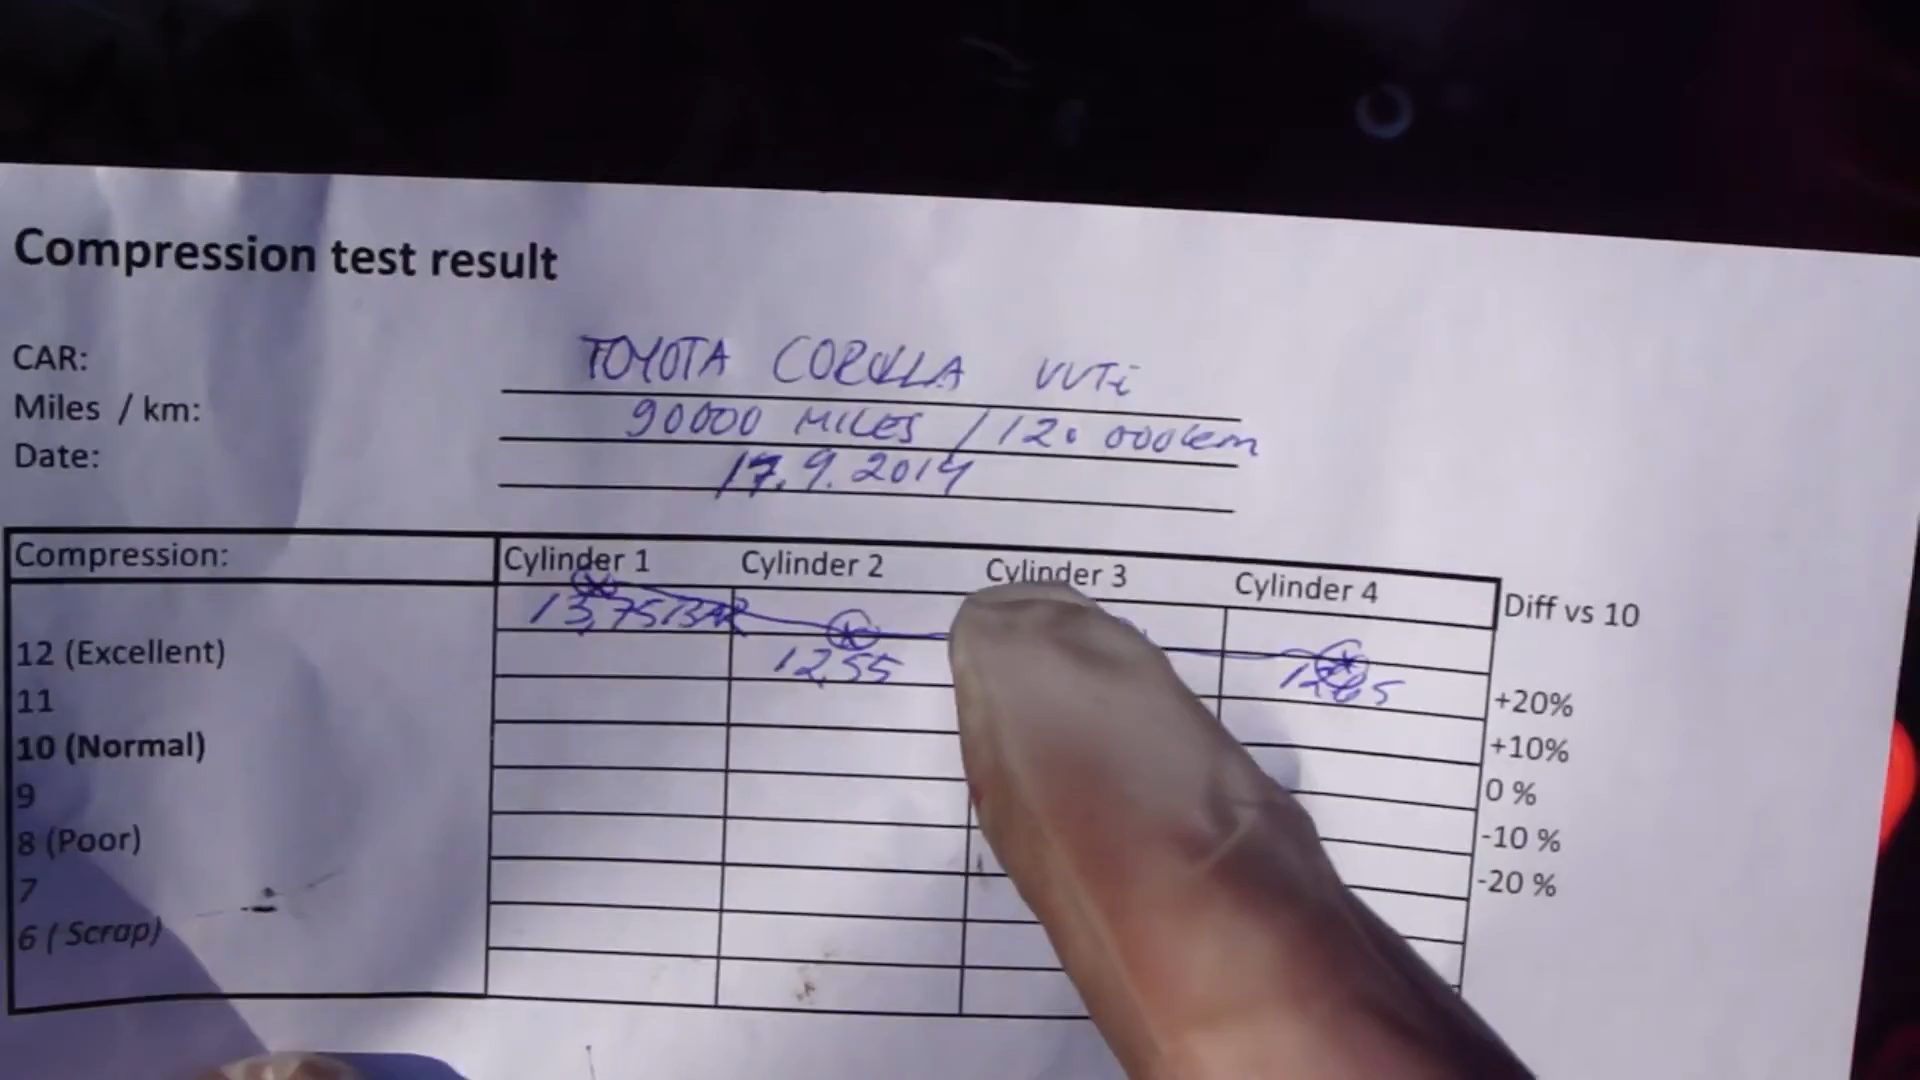 Compression test result
CAR: TOYOTA COROLLA VVTi
Miles / km: 90000 MILES / 120 000km
Date: 17.9.2014
Compression: Cylinder 1 Cylinder 2 Cylinder 3 Cylinder 4 Diff vs 10
13,75BAR
12 (Excellent) 12,55 +20%
11 +10%
10 (Normal) 0 %
9 -10 %
8 (Poor) -20 %
7
6 ( Scrap)